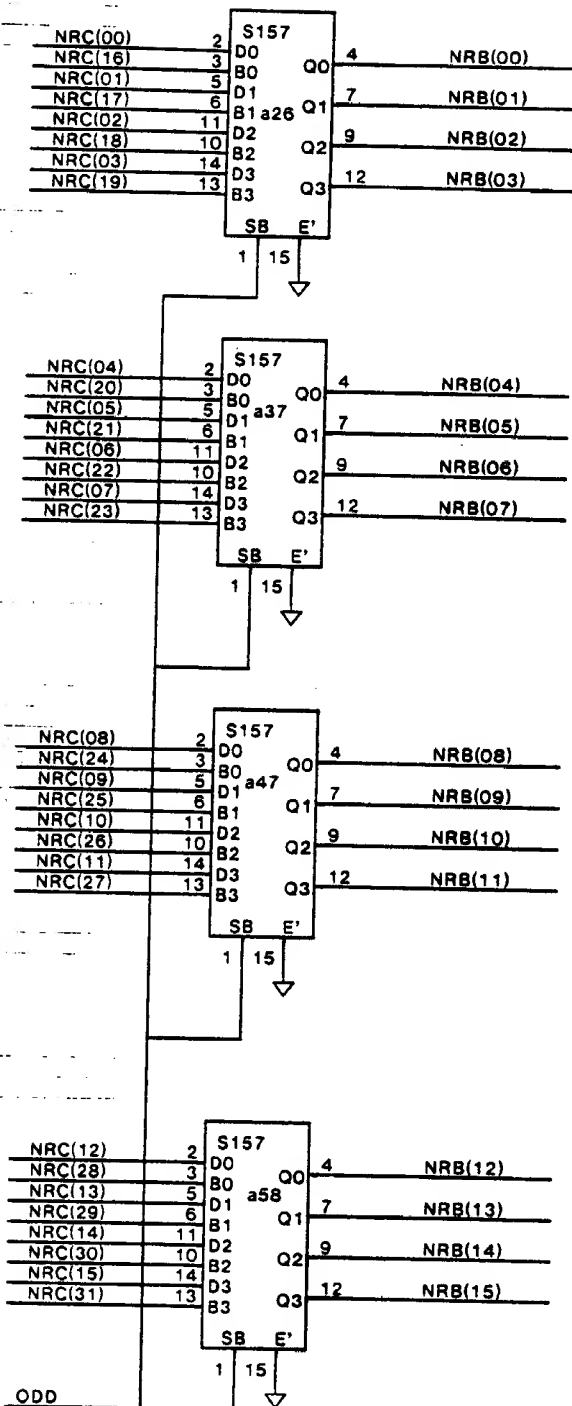 S157
NRC(00) 2 D0
NRC(16) 3 B0 Q0 4 NRB(00)
NRC(01) 5 D1
NRC(17) 6 B1 a26 Q1 7 NRB(01)
NRC(02) 11 D2
NRC(18) 10 B2 Q2 9 NRB(02)
NRC(03) 14 D3
NRC(19) 13 B3 Q3 12 NRB(03)
SB E'
1 15
S157
NRC(04) 2 D0
NRC(20) 3 B0 Q0 4 NRB(04)
NRC(05) 5 D1 a37
NRC(21) 6 B1 Q1 7 NRB(05)
NRC(06) 11 D2
NRC(22) 10 B2 Q2 9 NRB(06)
NRC(07) 14 D3
NRC(23) 13 B3 Q3 12 NRB(07)
SB E'
1 15
S157
NRC(08) 2 D0
NRC(24) 3 B0 Q0 4 NRB(08)
NRC(09) 5 D1 a47
NRC(25) 6 B1 Q1 7 NRB(09)
NRC(10) 11 D2
NRC(26) 10 B2 Q2 9 NRB(10)
NRC(11) 14 D3
NRC(27) 13 B3 Q3 12 NRB(11)
SB E'
1 15
S157
NRC(12) 2 D0
NRC(28) 3 B0 Q0 4 NRB(12)
NRC(13) 5 D1 a58
NRC(29) 6 B1 Q1 7 NRB(13)
NRC(14) 11 D2
NRC(30) 10 B2 Q2 9 NRB(14)
NRC(15) 14 D3
NRC(31) 13 B3 Q3 12 NRB(15)
SB E'
1 15
ODD